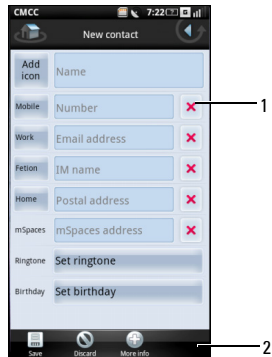 CMCC 7:22
New contact
Add
icon
Name
Mobile Number 1
Work Email address
Fetion IM name
Home Postal address
mSpaces mSpaces address
Ringtone Set ringtone
Birthday Set birthday
Save Discard More info 2